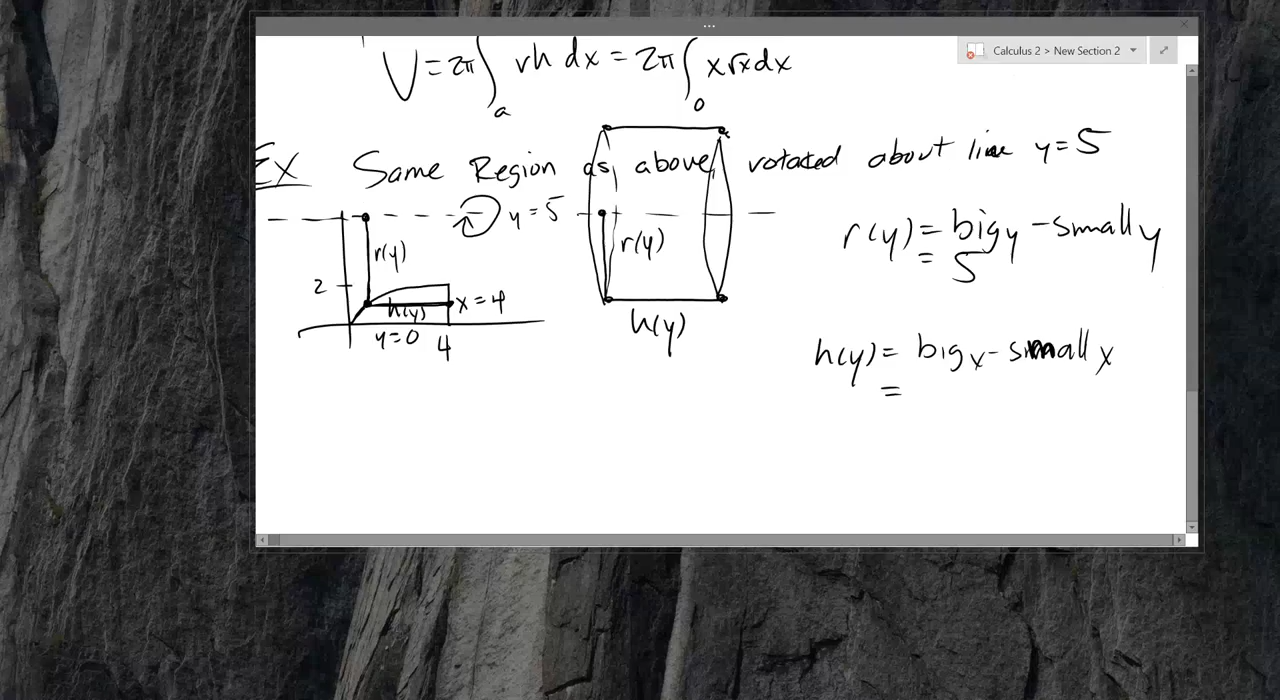 Calculus 2 > New Section 2
V = 2π ∫ₐ rh dx = 2π ∫₀ x√x dx
EX Same Region as above, rotated about line y = 5
y = 5
r(y)
2
h(y)
x = 4
y = 0
4
r(y)
h(y)
r(y) = big y - small y
= 5
h(y) = big x - small x
=